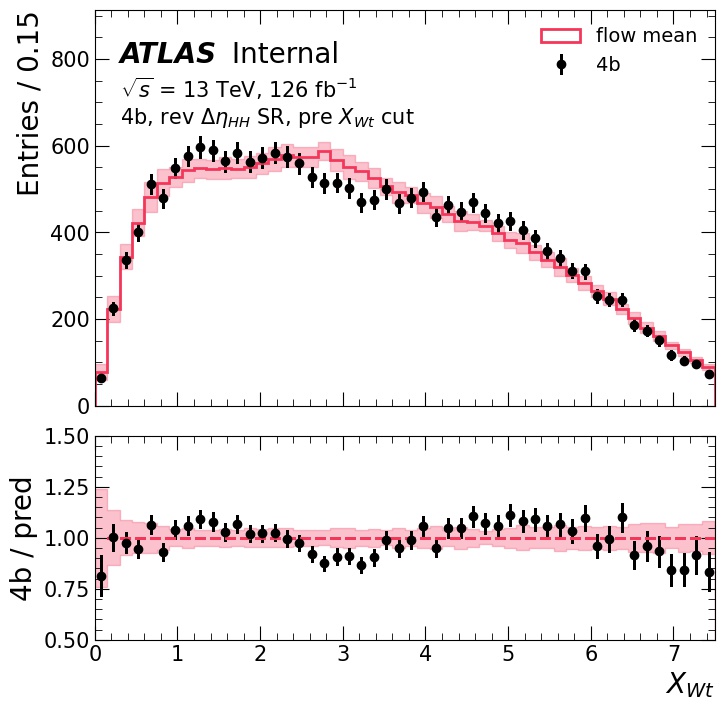 Entries / 0.15
800
600
400
200
0
ATLAS Internal
√s = 13 TeV, 126 fb⁻¹
4b, rev Δη_HH SR, pre X_Wt cut
flow mean
4b
4b / pred
1.50
1.25
1.00
0.75
0.50
0 1 2 3 4 5 6 7
X_Wt